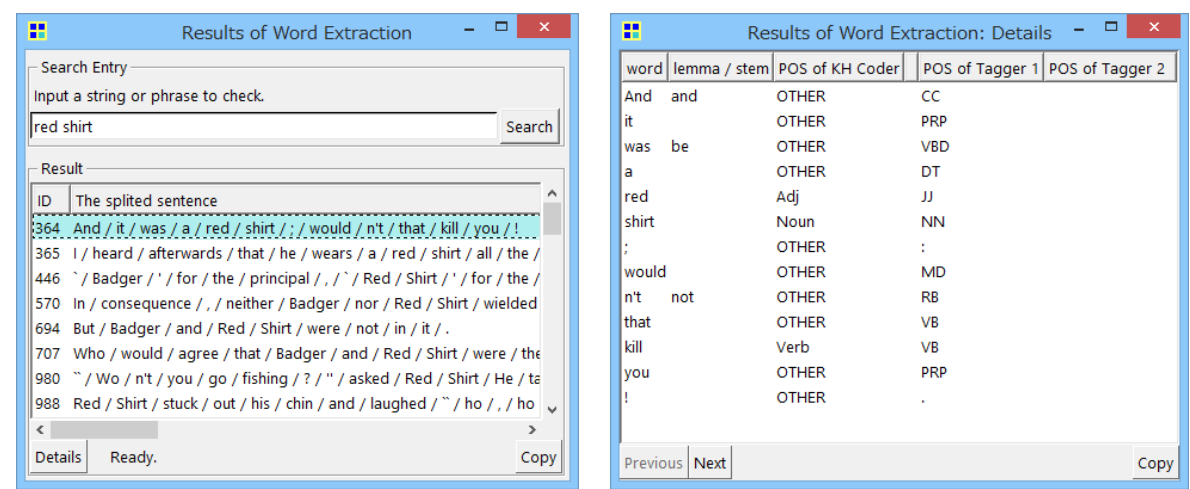 Results of Word Extraction
Search Entry
Input a string or phrase to check.
red shirt Search
Result
ID The splited sentence
364 And / it / was / a / red / shirt / ; / would / n't / that / kill / you / !
365 I / heard / afterwards / that / he / wears / a / red / shirt / all / the /
446 ` / Badger / ' / for / the / principal / , / ` / Red / Shirt / ' / for / the /
570 In / consequence / , / neither / Badger / nor / Red / Shirt / wielded
694 But / Badger / and / Red / Shirt / were / not / in / it / .
707 Who / would / agree / that / Badger / and / Red / Shirt / were / the
980 `` / Wo / n't / you / go / fishing / ? / '' / asked / Red / Shirt / He / ta
988 Red / Shirt / stuck / out / his / chin / and / laughed / `` / ho / , / ho
Details Ready. Copy
Results of Word Extraction: Details
word lemma / stem POS of KH Coder POS of Tagger 1 POS of Tagger 2
And and OTHER CC
it OTHER PRP
was be OTHER VBD
a OTHER DT
red Adj JJ
shirt Noun NN
; OTHER :
would OTHER MD
n't not OTHER RB
that OTHER VB
kill Verb VB
you OTHER PRP
! OTHER .
Previous Next Copy